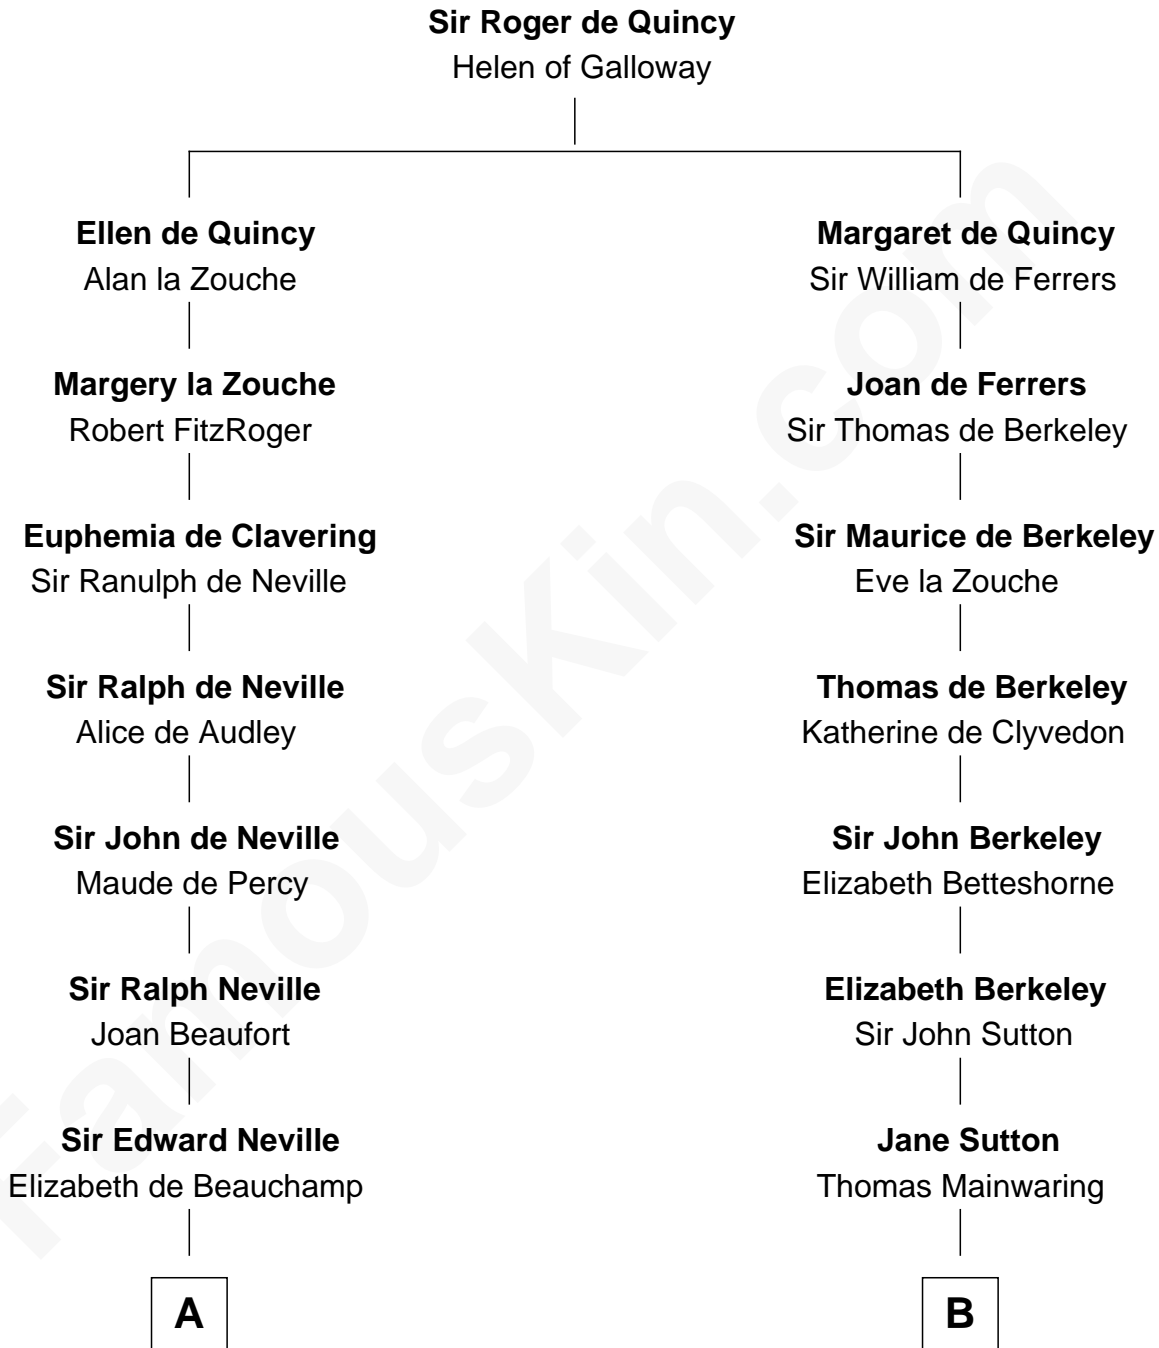 Sir Roger de Quincy
Helen of Galloway
Ellen de Quincy
Alan la Zouche
Margaret de Quincy
Sir William de Ferrers
Margery la Zouche
Robert FitzRoger
Joan de Ferrers
Sir Thomas de Berkeley
Euphemia de Clavering
Sir Ranulph de Neville
Sir Maurice de Berkeley
Eve la Zouche
Sir Ralph de Neville
Alice de Audley
Thomas de Berkeley
Katherine de Clyvedon
Sir John de Neville
Maude de Percy
Sir John Berkeley
Elizabeth Betteshorne
Sir Ralph Neville
Joan Beaufort
Elizabeth Berkeley
Sir John Sutton
Sir Edward Neville
Elizabeth de Beauchamp
Jane Sutton
Thomas Mainwaring
A
B
FamousKin.com